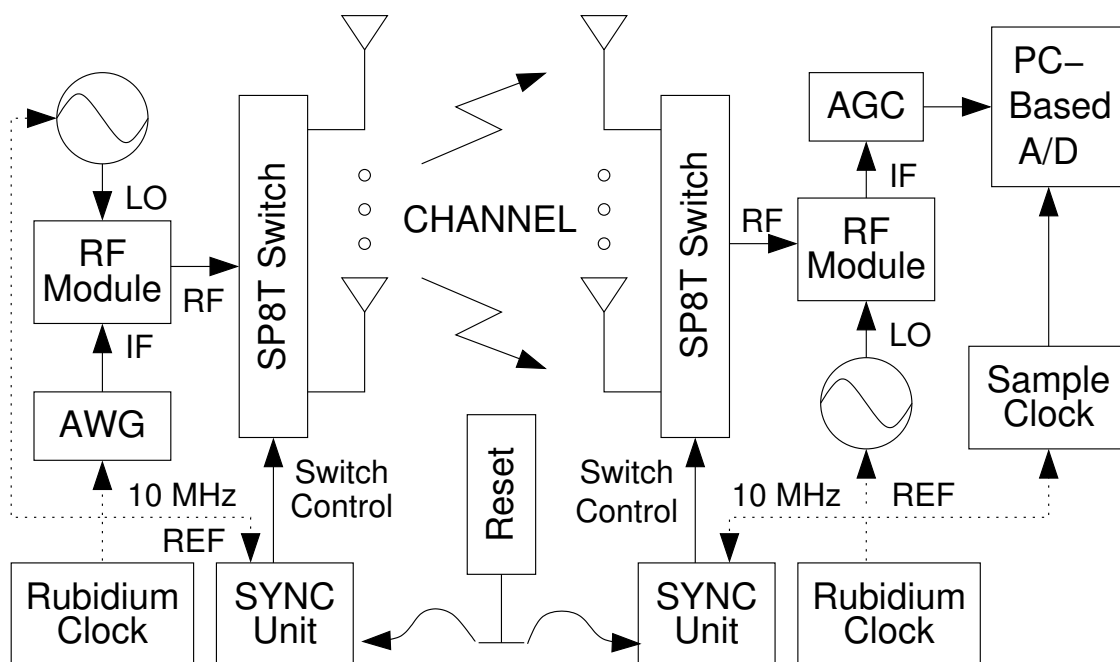 LO
RF
Module
RF
IF
AWG
10 MHz
REF
Rubidium
Clock
SP8T Switch
Switch
Control
SYNC
Unit
CHANNEL
Reset
SP8T Switch
Switch
Control
SYNC
Unit
RF
AGC
IF
RF
Module
LO
10 MHz
REF
Rubidium
Clock
PC−
Based
A/D
Sample
Clock